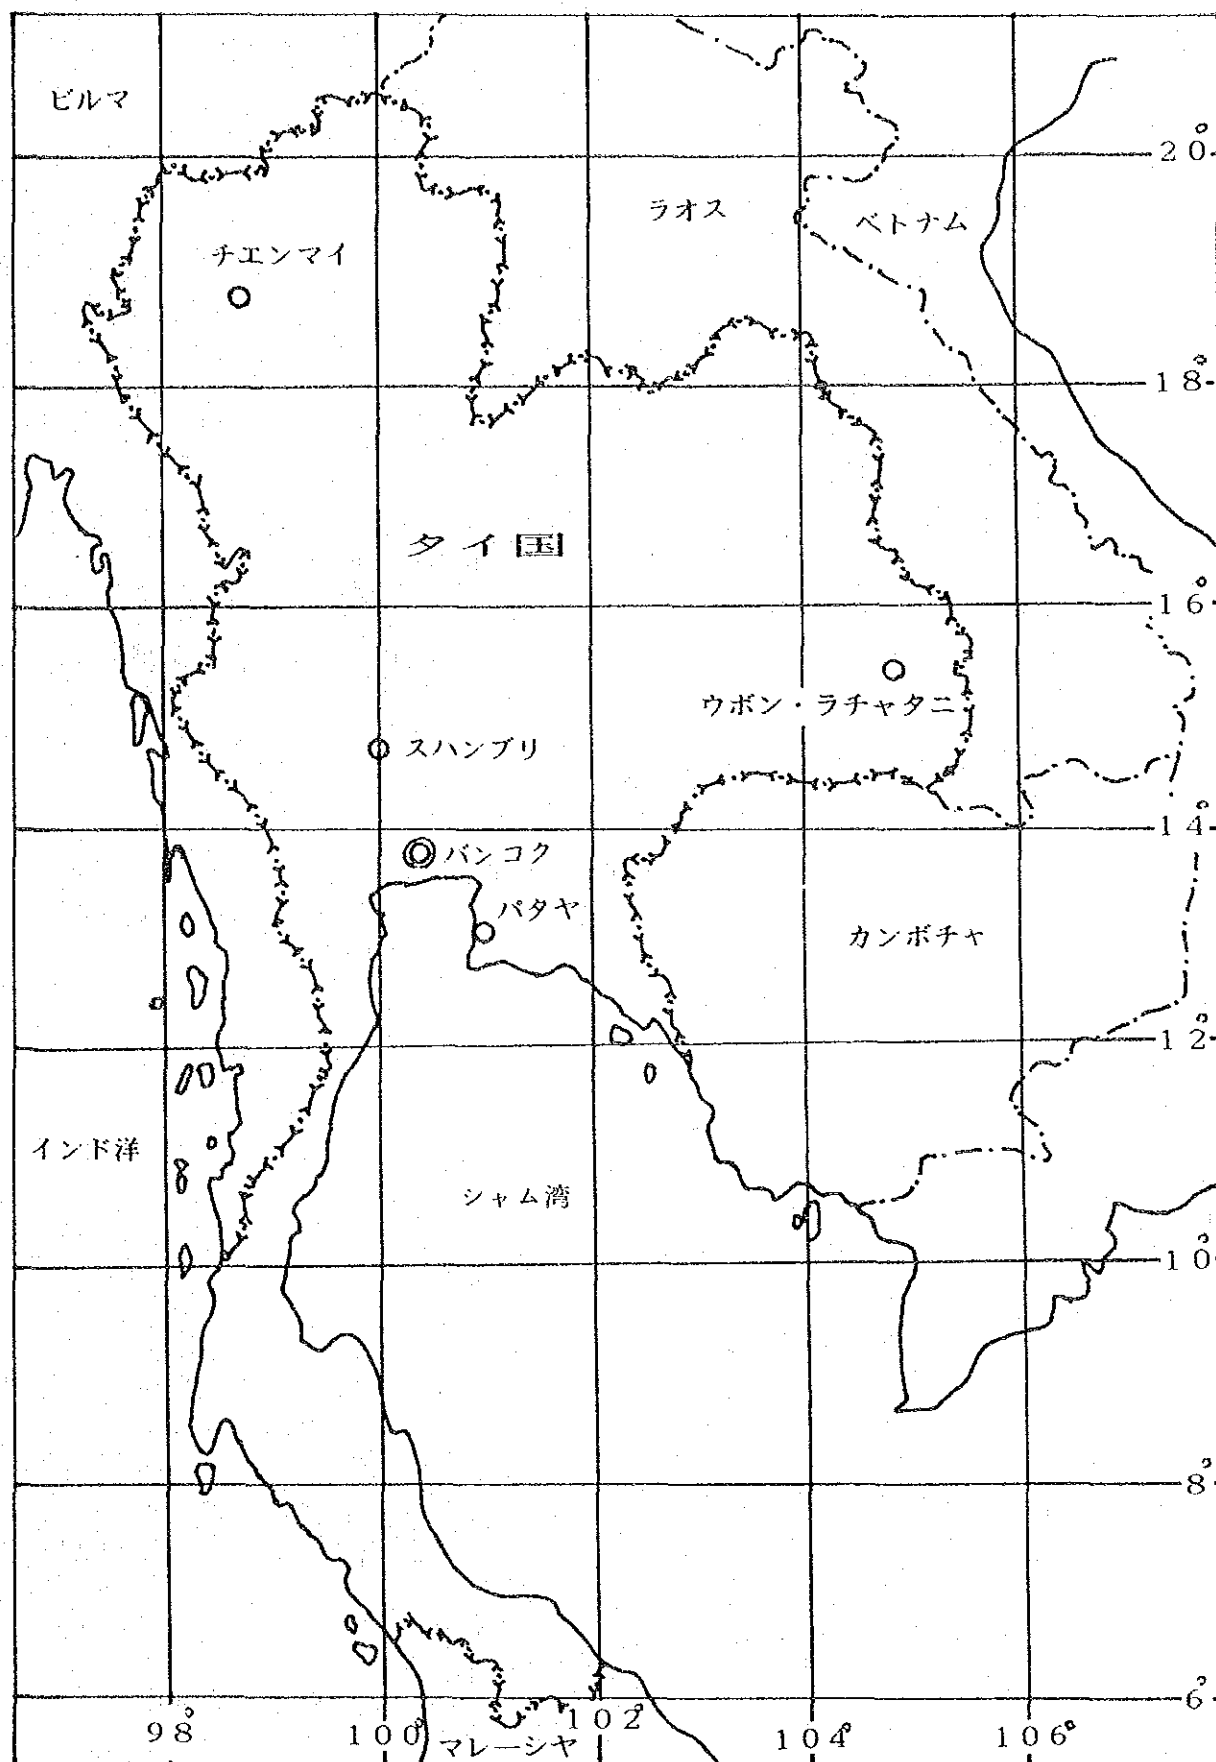 ビルマ
20°
ラオス
ベトナム
チエンマイ
18°
タイ国
16°
ウボン・ラチャタニ
スハンブリ
14°
バンコク
パタヤ
カンボチャ
12°
インド洋
シャム湾
10°
8°
6°
98° 100° 102° 104° 106°
マレーシヤ